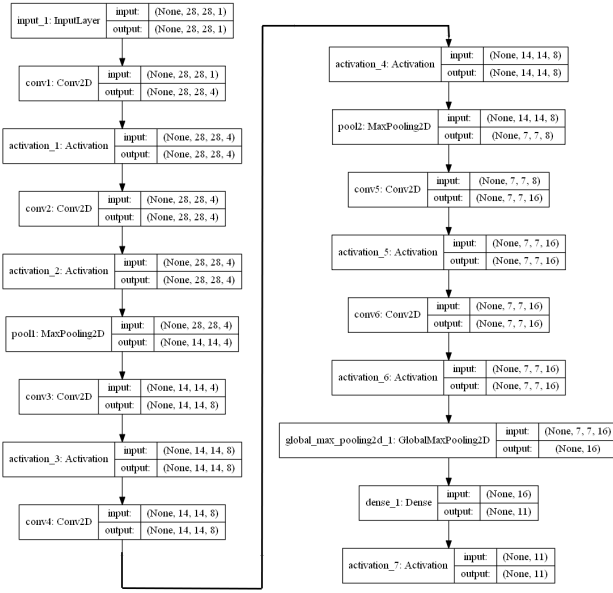 input_1: InputLayer input: (None, 28, 28, 1)
output: (None, 28, 28, 1)
conv1: Conv2D input: (None, 28, 28, 1)
output: (None, 28, 28, 4)
activation_1: Activation input: (None, 28, 28, 4)
output: (None, 28, 28, 4)
conv2: Conv2D input: (None, 28, 28, 4)
output: (None, 28, 28, 4)
activation_2: Activation input: (None, 28, 28, 4)
output: (None, 28, 28, 4)
pool1: MaxPooling2D input: (None, 28, 28, 4)
output: (None, 14, 14, 4)
conv3: Conv2D input: (None, 14, 14, 4)
output: (None, 14, 14, 8)
activation_3: Activation input: (None, 14, 14, 8)
output: (None, 14, 14, 8)
conv4: Conv2D input: (None, 14, 14, 8)
output: (None, 14, 14, 8)
activation_4: Activation input: (None, 14, 14, 8)
output: (None, 14, 14, 8)
pool2: MaxPooling2D input: (None, 14, 14, 8)
output: (None, 7, 7, 8)
conv5: Conv2D input: (None, 7, 7, 8)
output: (None, 7, 7, 16)
activation_5: Activation input: (None, 7, 7, 16)
output: (None, 7, 7, 16)
conv6: Conv2D input: (None, 7, 7, 16)
output: (None, 7, 7, 16)
activation_6: Activation input: (None, 7, 7, 16)
output: (None, 7, 7, 16)
global_max_pooling2d_1: GlobalMaxPooling2D input: (None, 7, 7, 16)
output: (None, 16)
dense_1: Dense input: (None, 16)
output: (None, 11)
activation_7: Activation input: (None, 11)
output: (None, 11)